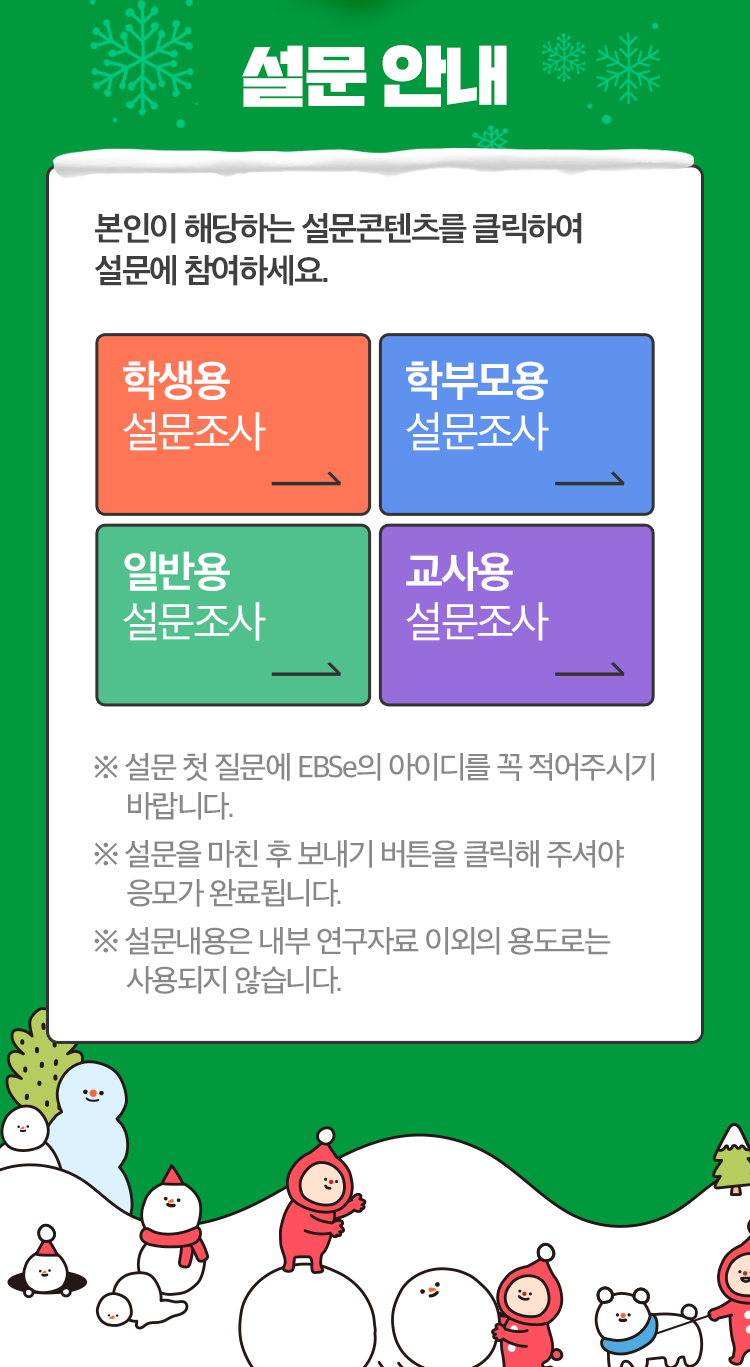 설문 안내
본인이 해당하는 설문콘텐츠를 클릭하여
설문에 참여하세요.
학생용
설문조사
학부모용
설문조사
일반용
설문조사
교사용
설문조사
※ 설문 첫 질문에 EBSe의 아이디를 꼭 적어주시기
바랍니다.
※ 설문을 마친 후 보내기 버튼을 클릭해 주셔야
응모가 완료됩니다.
※ 설문내용은 내부 연구자료 이외의 용도로는
사용되지 않습니다.